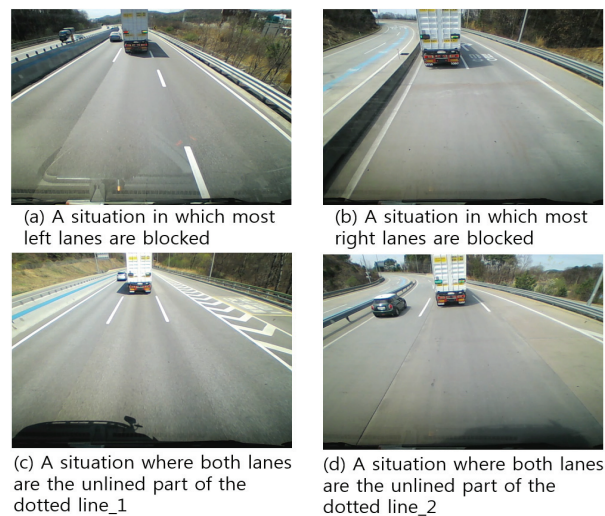 (a) A situation in which most
left lanes are blocked
(b) A situation in which most
right lanes are blocked
(c) A situation where both lanes
are the unlined part of the
dotted line_1
(d) A situation where both lanes
are the unlined part of the
dotted line_2